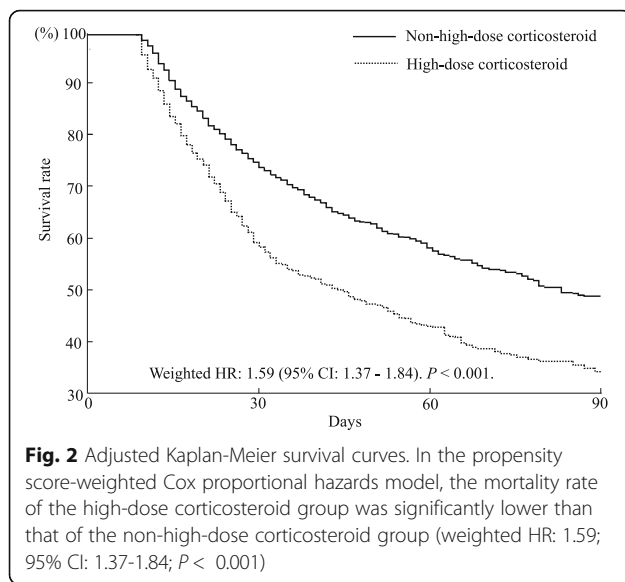 (%) 100
90
80
70
60
50
40
30
Survival rate
Non-high-dose corticosteroid
High-dose corticosteroid
Weighted HR: 1.59 (95% CI: 1.37 - 1.84). P < 0.001.
0 30 60 90
Days
Fig. 2 Adjusted Kaplan-Meier survival curves. In the propensity
score-weighted Cox proportional hazards model, the mortality rate
of the high-dose corticosteroid group was significantly lower than
that of the non-high-dose corticosteroid group (weighted HR: 1.59;
95% CI: 1.37-1.84; P < 0.001)